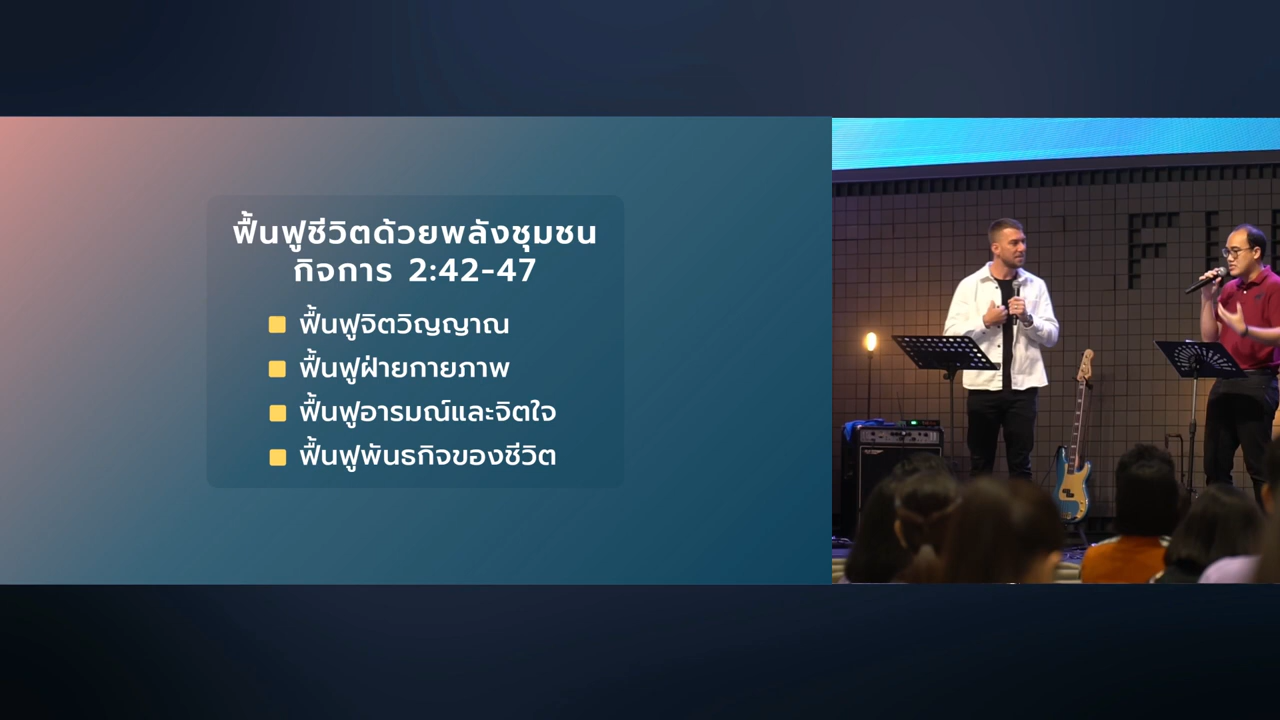 ฟื้นฟูชีวิตด้วยพลังชุมชน
กิจการ 2:42-47
ฟื้นฟูจิตวิญญาณ
ฟื้นฟูฝ่ายกายภาพ
ฟื้นฟูอารมณ์และจิตใจ
ฟื้นฟูพันธกิจของชีวิต